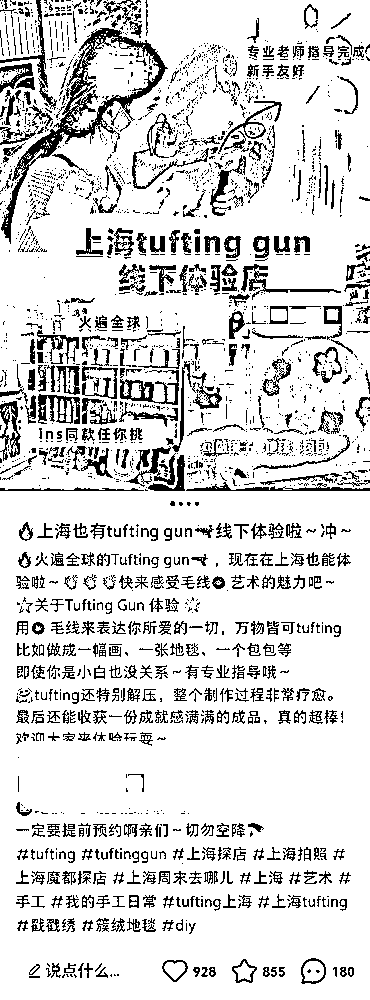 专业老师指导完成
新手友好
上海tufting gun
线下体验店
火遍全球
Ins同款任你挑
🔥上海也有tufting gun🔫线下体验啦~冲~
🔥火遍全球的Tufting gun🔫，现在在上海也能体
验啦~快来感受毛线🧶艺术的魅力吧~
☆关于Tufting Gun 体验
用🧶毛线来表达你所爱的一切，万物皆可tufting
比如做成一幅画、一张地毯、一个包包等
即使你是小白也没关系~有专业指导哦~
tufting还特别解压，整个制作过程非常疗愈。
最后还能收获一份成就感满满的成品，真的超棒！
欢迎大家来体验玩耍~
一定要提前预约啊亲们~切勿空降
#tufting #tuftinggun #上海探店 #上海拍照 #
上海魔都探店 #上海周末去哪儿 #上海 #艺术 #
手工 #我的手工日常 #tufting上海 #上海tufting
#戳戳绣 #簇绒地毯 #diy
说点什么... 928 855 180